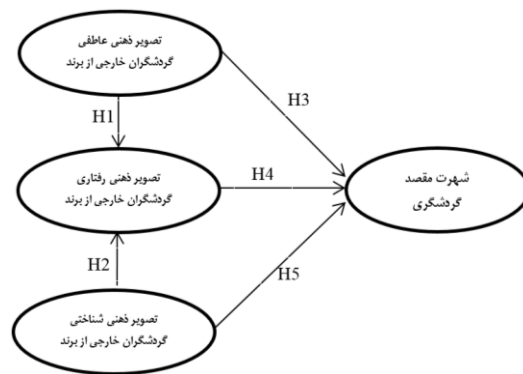 تصویر ذهنی عاطفی
گردشگران خارجی از برند
H1
H3
تصویر ذهنی رفتاری
گردشگران خارجی از برند
H4
شهرت مقصد
گردشگری
H2
H5
تصویر ذهنی شناختی
گردشگران خارجی از برند